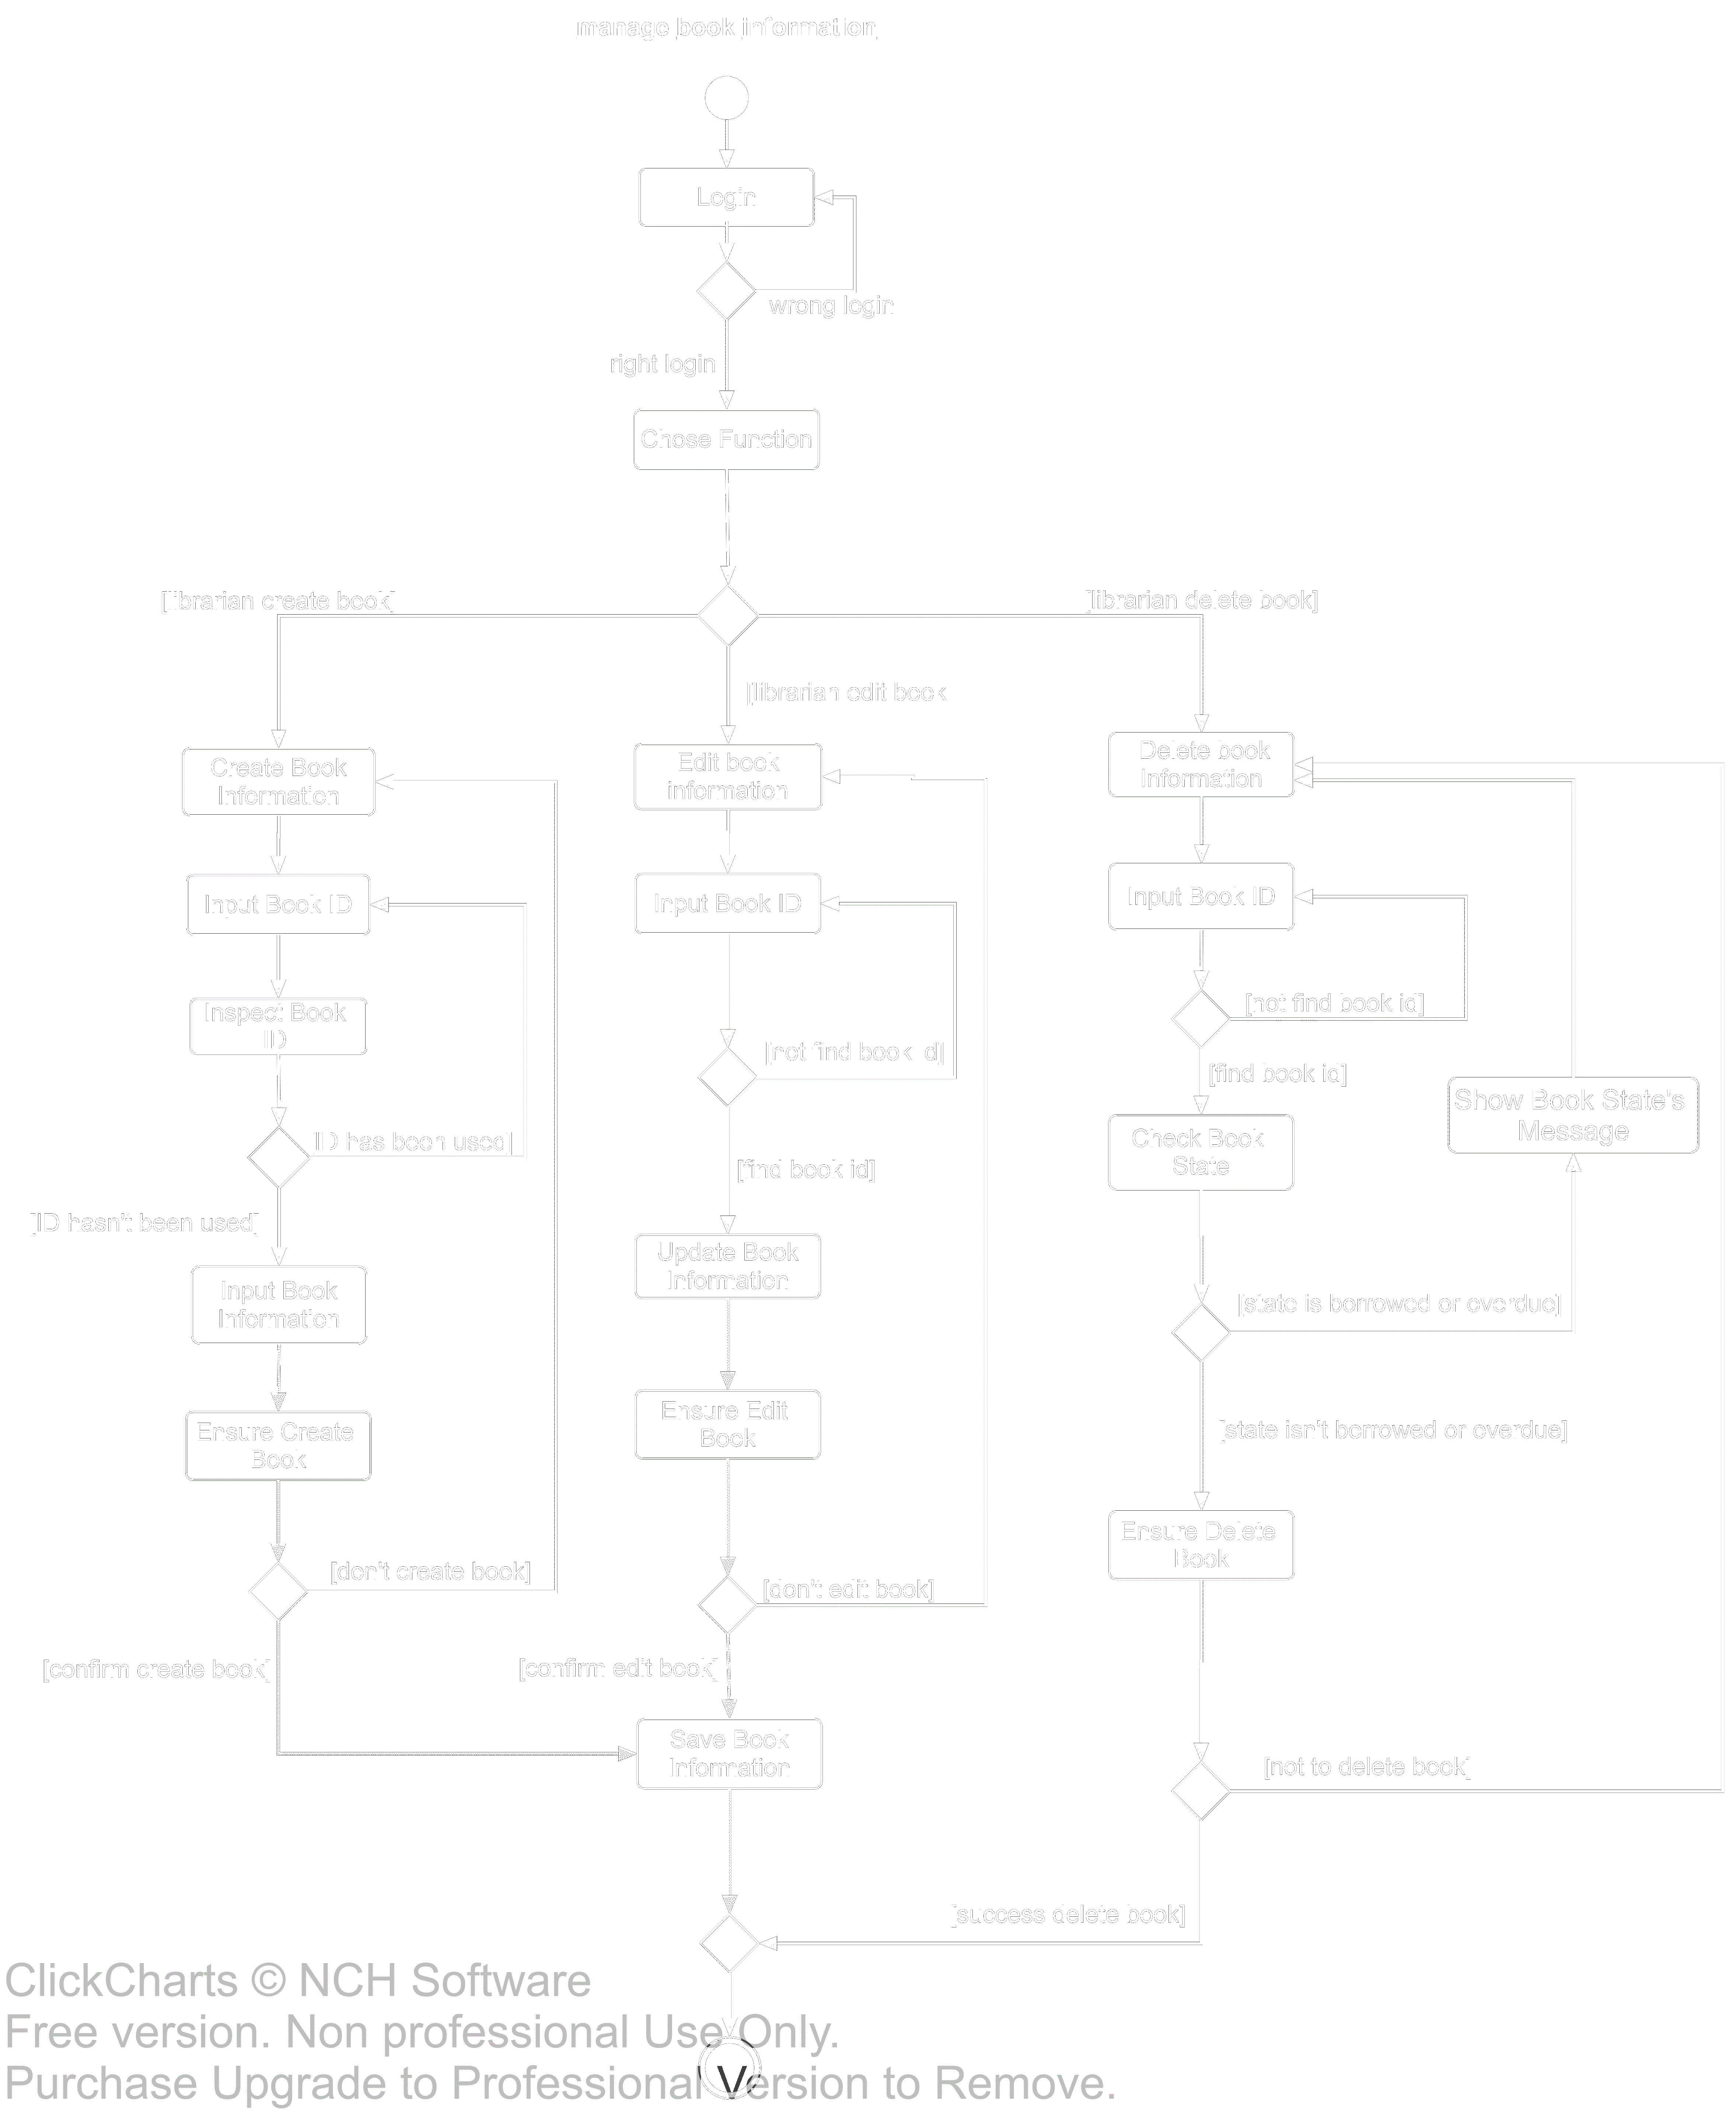 manage book information
Login
wrong login
right login
Chose Function
[librarian create book]
[librarian delete book]
[librarian edit book
Create Book
Information
Edit book
information
Delete book
Information
Input Book ID
Input Book ID
Input Book ID
Inspect Book
ID
[not find book id]
[not find book id]
[find book id]
Show Book State's
Message
Check Book
State
ID has been used]
[find book id]
[ID hasn't been used]
Update Book
Information
Input Book
Information
[state is borrowed or overdue]
Ensure Edit
Book
Ensure Create
Book
[state isn't borrowed or overdue]
Ensure Delete
Book
[don't create book]
[don't edit book]
[confirm create book]
[confirm edit book]
Save Book
Information
[not to delete book]
[success delete book]
ClickCharts © NCH Software
Free version. Non professional Use Only.
Purchase Upgrade to Professional Version to Remove.